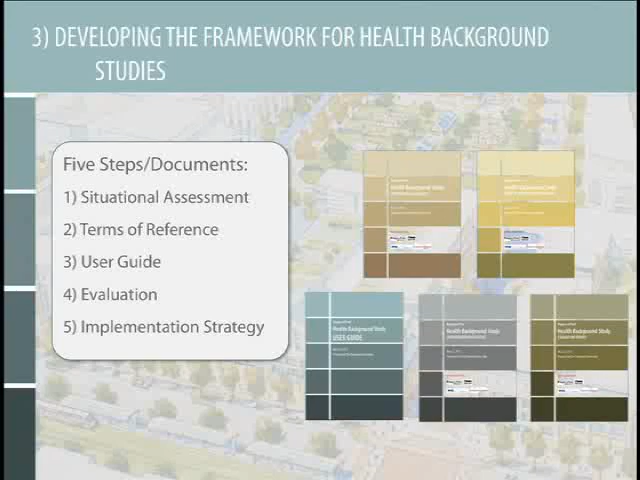 3) DEVELOPING THE FRAMEWORK FOR HEALTH BACKGROUND
STUDIES
Five Steps/Documents:
1) Situational Assessment
2) Terms of Reference
3) User Guide
4) Evaluation
5) Implementation Strategy
Health Background Study
Health Background Study
Health Background Study
USER GUIDE
Health Background Study
Health Background Study